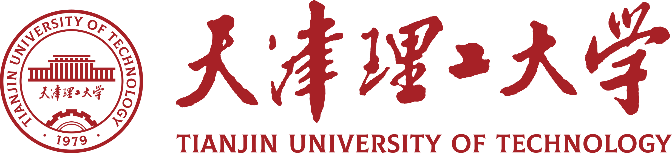 TIANJIN UNIVERSITY OF TECHNOLOGY
天津理工大学
· 1979 ·
天津理工大学
TIANJIN UNIVERSITY OF TECHNOLOGY